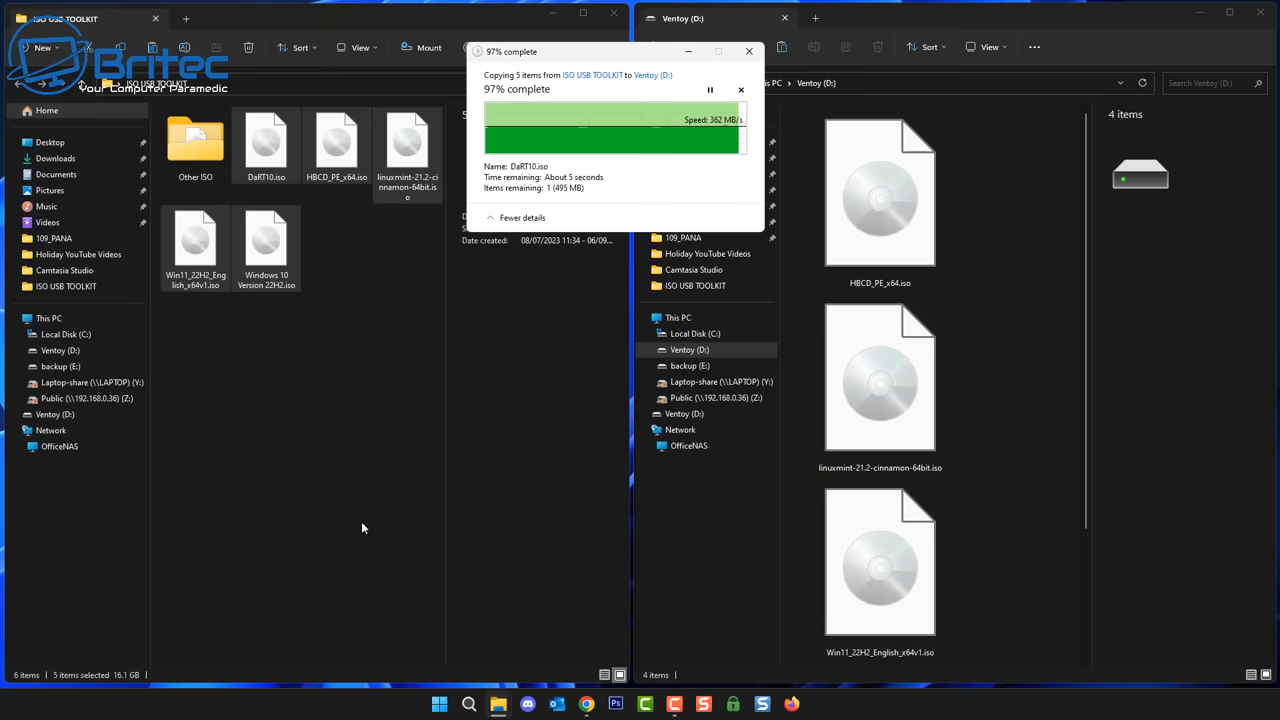 ISO USB TOOLKIT
New
Sort
View
Mount
Britec
Your Computer Paramedic
ISO USB TOOLKIT
Home
Desktop
Downloads
Documents
Pictures
Music
Videos
109_PANA
Holiday YouTube Videos
Camtasia Studio
ISO USB TOOLKIT
This PC
Local Disk (C:)
Ventoy (D:)
backup (E:)
Laptop-share (\\LAPTOP) (Y:)
Public (\\192.168.0.36) (Z:)
Ventoy (D:)
Network
OfficeNAS
Other ISO
DaRT10.iso
HBCD_PE_x64.iso
linuxmint-21.2-ci
nnamon-64bit.is
o
Win11_22H2_Eng
lish_x64v1.iso
Windows 10
Version 22H2.iso
Date created:
08/07/2023 11:34 - 06/09...
6 items
5 items selected 16.1 GB
97% complete
Copying 5 items from ISO USB TOOLKIT to Ventoy (D:)
97% complete
Speed: 362 MB/s
Name: DaRT10.iso
Time remaining: About 5 seconds
Items remaining: 1 (495 MB)
Fewer details
Ventoy (D:)
Sort
View
PC
Ventoy (D:)
Search Ventoy (D:)
109_PANA
Holiday YouTube Videos
Camtasia Studio
ISO USB TOOLKIT
This PC
Local Disk (C:)
Ventoy (D:)
backup (E:)
Laptop-share (\\LAPTOP) (Y:)
Public (\\192.168.0.36) (Z:)
Ventoy (D:)
Network
OfficeNAS
HBCD_PE_x64.iso
linuxmint-21.2-cinnamon-64bit.iso
Win11_22H2_English_x64v1.iso
4 items
4 items